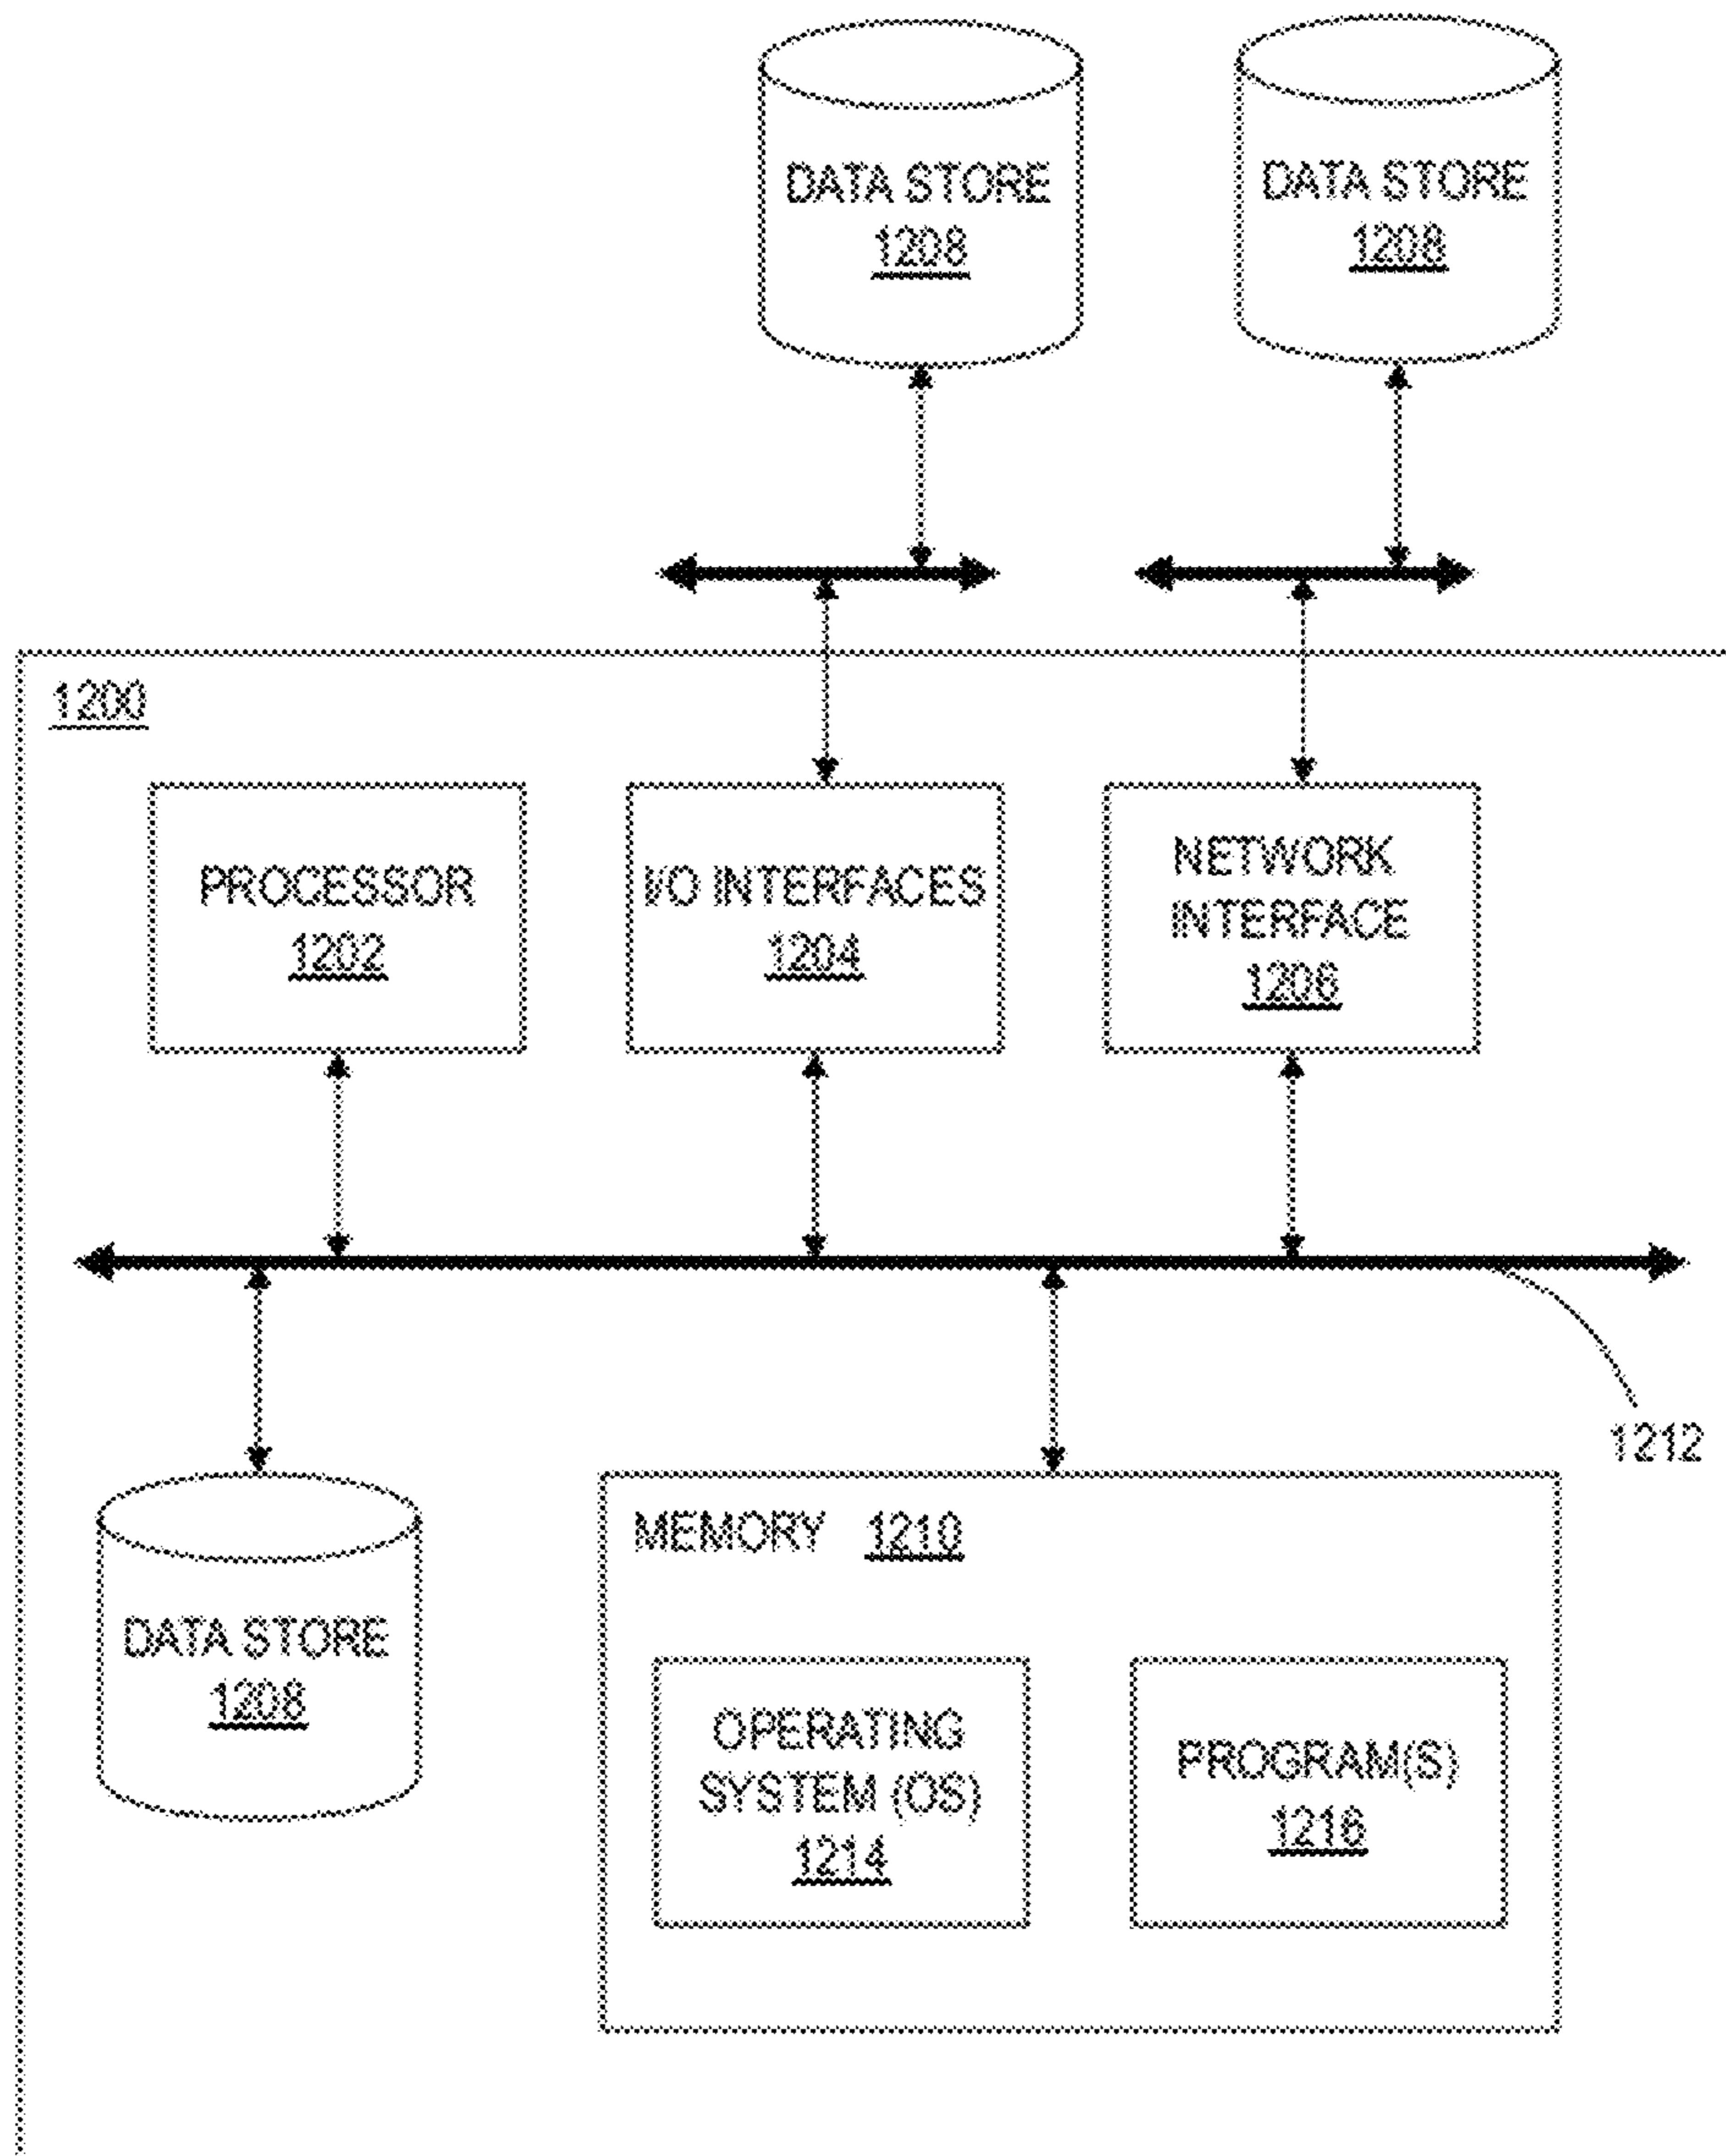 DATA STORE
1208
DATA STORE
1208
1200
PROCESSOR
1202
I/O INTERFACES
1204
NETWORK
INTERFACE
1206
1212
DATA STORE
1208
MEMORY 1210
OPERATING
SYSTEM (OS)
1214
PROGRAM(S)
1216